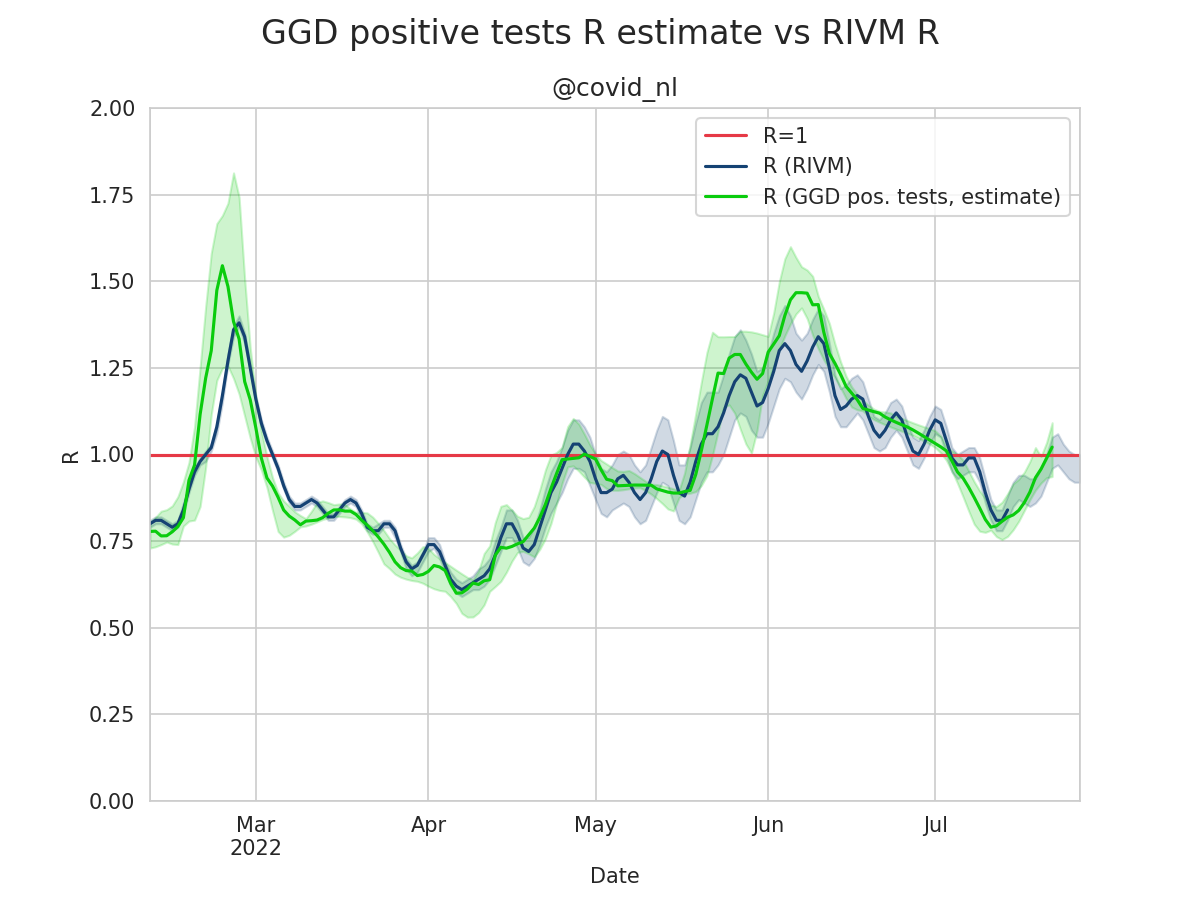 GGD positive tests R estimate vs RIVM R
@covid_nl
R=1
R (RIVM)
R (GGD pos. tests, estimate)
2.00
1.75
1.50
1.25
1.00
0.75
0.50
0.25
0.00
R
Mar
2022
Apr
May
Jun
Jul
Date